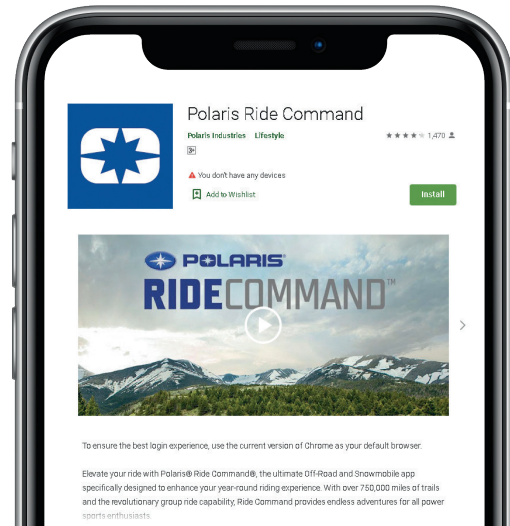 Polaris Ride Command
Polaris Industries Lifestyle
1,470
3+
You don't have any devices
Add to Wishlist
Install
POLARIS®
RIDE COMMAND™
To ensure the best login experience, use the current version of Chrome as your default browser.
Elevate your ride with Polaris® Ride Command®, the ultimate Off-Road and Snowmobile app
specifically designed to enhance your year-round riding experience. With over 750,000 miles of trails
and the revolutionary group ride capability, Ride Command provides endless adventures for all power
sports enthusiasts.